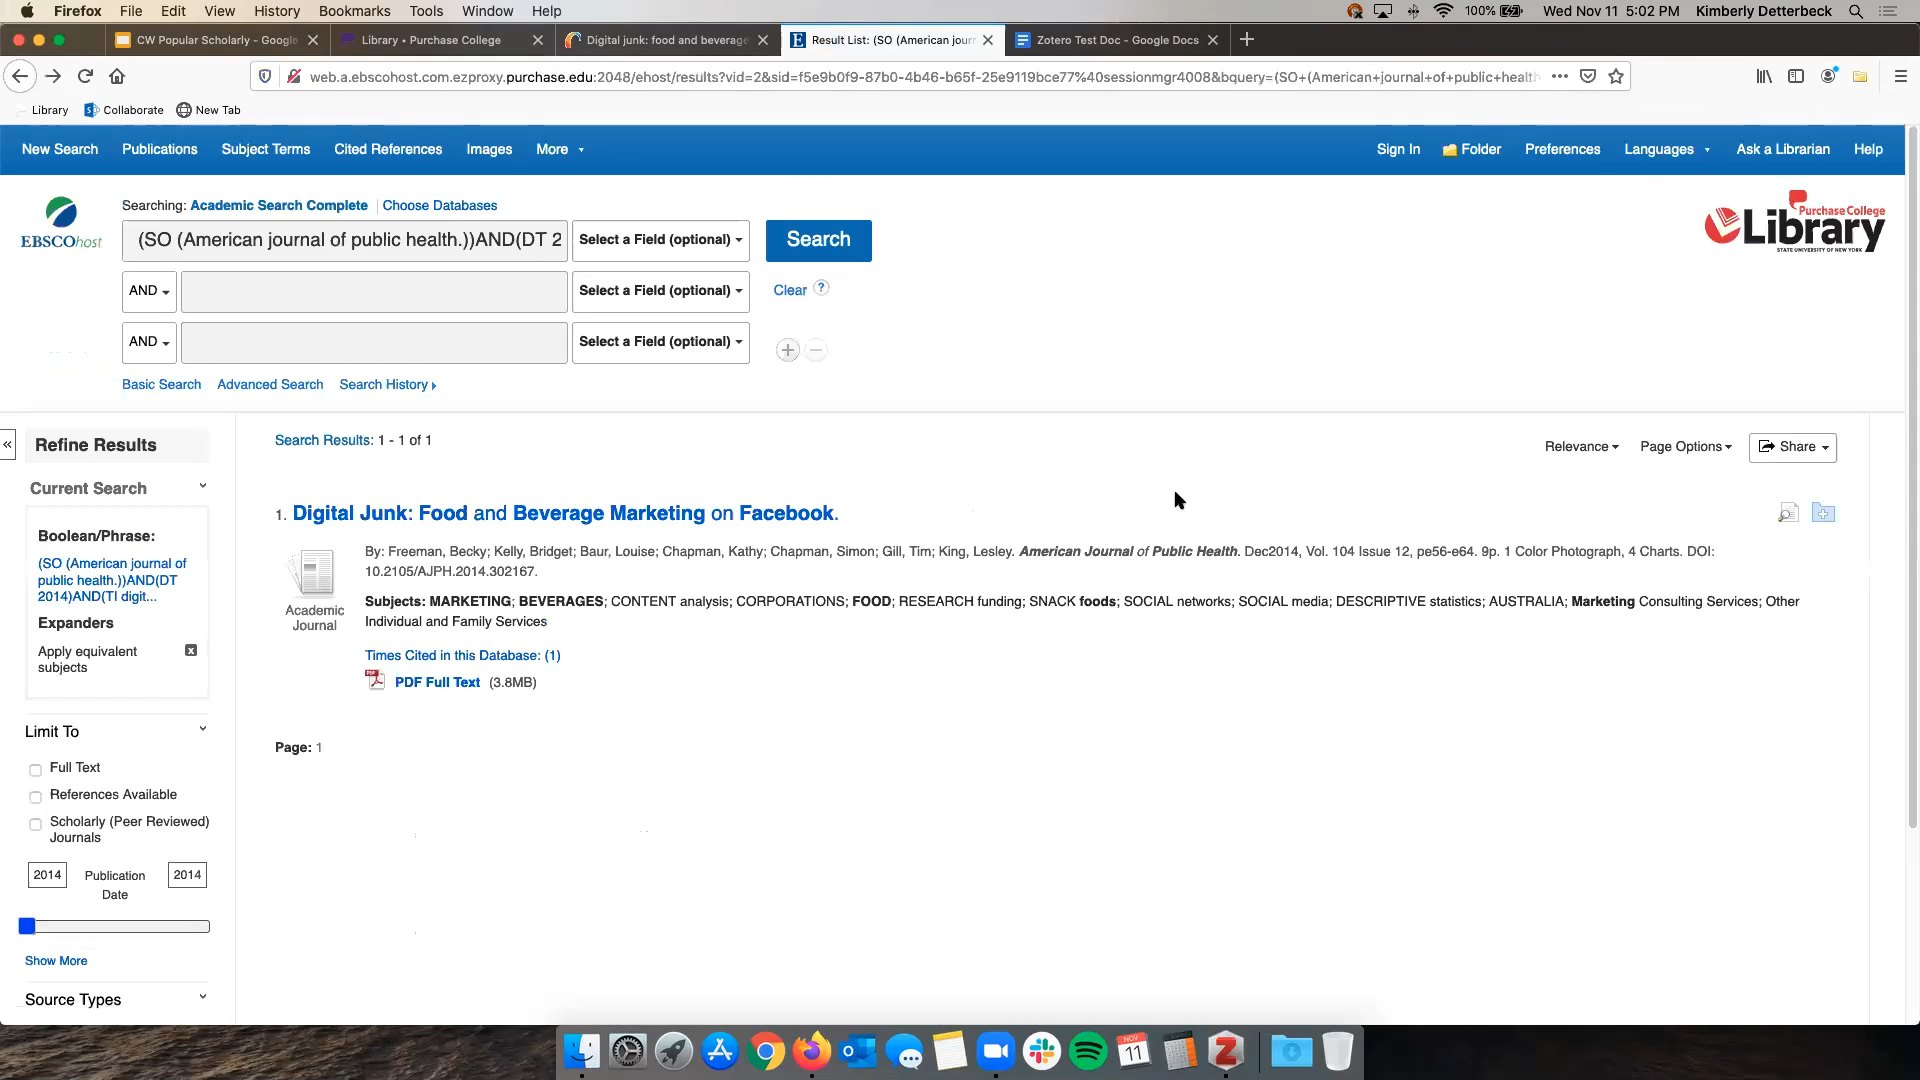 Firefox File Edit View History Bookmarks Tools Window Help 100% Wed Nov 11 5:02 PM Kimberly Detterbeck
CW Popular Scholarly - Google Library • Purchase College Digital junk: food and beverage Result List: (SO (American jour Zotero Test Doc - Google Docs
web.a.ebscohost.com.ezproxy.purchase.edu:2048/ehost/results?vid=2&sid=f5e9b0f9-87b0-4b46-b65f-25e9119bce77%40sessionmgr4008&bquery=(SO+(American+journal+of+public+health
Library Collaborate New Tab
New Search Publications Subject Terms Cited References Images More Sign In Folder Preferences Languages Ask a Librarian Help
Searching: Academic Search Complete Choose Databases
EBSCOhost
(SO (American journal of public health.))AND(DT 2 Select a Field (optional) Search
Purchase College
Library
STATE UNIVERSITY OF NEW YORK
AND Select a Field (optional) Clear ?
AND Select a Field (optional)
Basic Search Advanced Search Search History
Refine Results
Current Search
Boolean/Phrase:
(SO (American journal of
public health.))AND(DT
2014)AND(TI digit...
Expanders
Apply equivalent
subjects
Limit To
Full Text
References Available
Scholarly (Peer Reviewed)
Journals
2014 Publication Date 2014
Show More
Source Types
Search Results: 1 - 1 of 1
Relevance Page Options Share
1. Digital Junk: Food and Beverage Marketing on Facebook.
Academic
Journal
By: Freeman, Becky; Kelly, Bridget; Baur, Louise; Chapman, Kathy; Chapman, Simon; Gill, Tim; King, Lesley. American Journal of Public Health. Dec2014, Vol. 104 Issue 12, pe56-e64. 9p. 1 Color Photograph, 4 Charts. DOI:
10.2105/AJPH.2014.302167.
Subjects: MARKETING; BEVERAGES; CONTENT analysis; CORPORATIONS; FOOD; RESEARCH funding; SNACK foods; SOCIAL networks; SOCIAL media; DESCRIPTIVE statistics; AUSTRALIA; Marketing Consulting Services; Other
Individual and Family Services
Times Cited in this Database: (1)
PDF Full Text (3.8MB)
Page: 1
NOV
11
Z